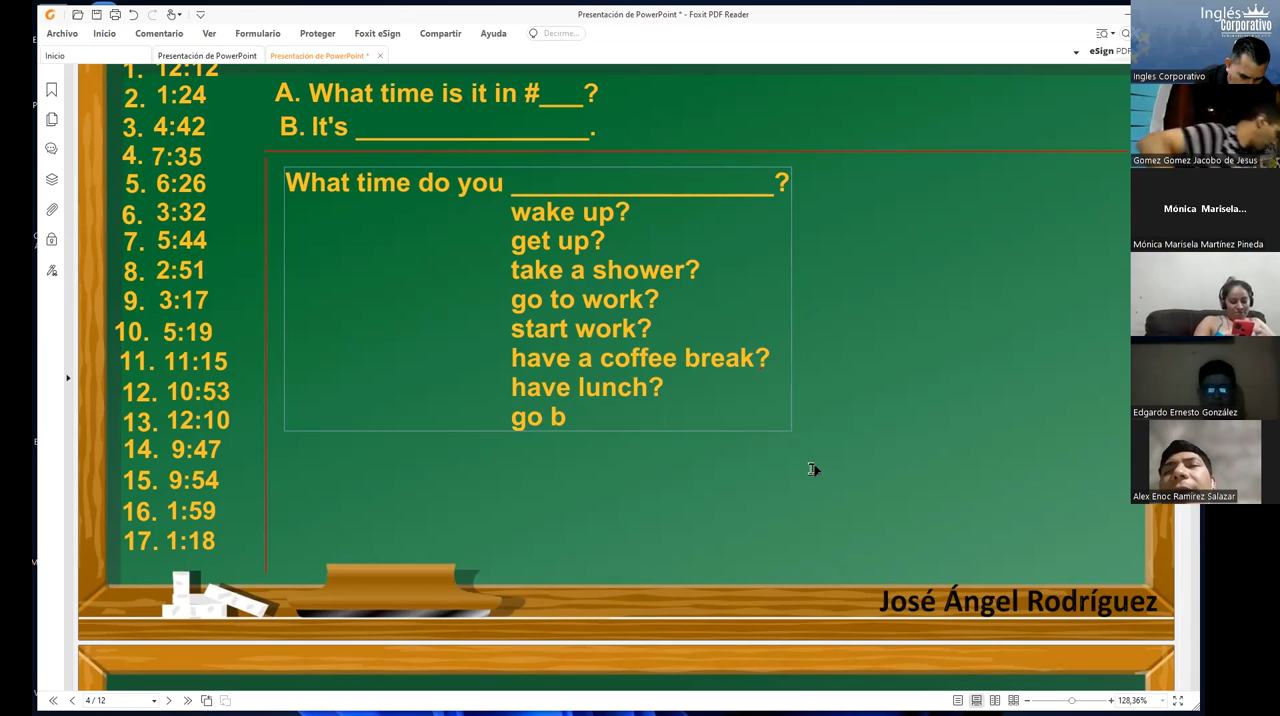 Presentación de PowerPoint * - Foxit PDF Reader
Archivo Inicio Comentario Ver Formulario Proteger Foxit eSign Compartir Ayuda Decirme...
Inicio Presentación de PowerPoint Presentación de PowerPoint *
eSign PDF
1. 12:12
2. 1:24
3. 4:42
4. 7:35
5. 6:26
6. 3:32
7. 5:44
8. 2:51
9. 3:17
10. 5:19
11. 11:15
12. 10:53
13. 12:10
14. 9:47
15. 9:54
16. 1:59
17. 1:18
A. What time is it in #___?
B. It's ________________.
What time do you __________________?
wake up?
get up?
take a shower?
go to work?
start work?
have a coffee break?
have lunch?
go b
José Ángel Rodríguez
4 / 12
128,36%
Inglés
Corporativo
Ingles Corporativo
Gomez Gomez Jacobo de Jesus
Mónica Marisela...
Mónica Marisela Martínez Pineda
Edgardo Ernesto González
Alex Enoc Ramírez Salazar